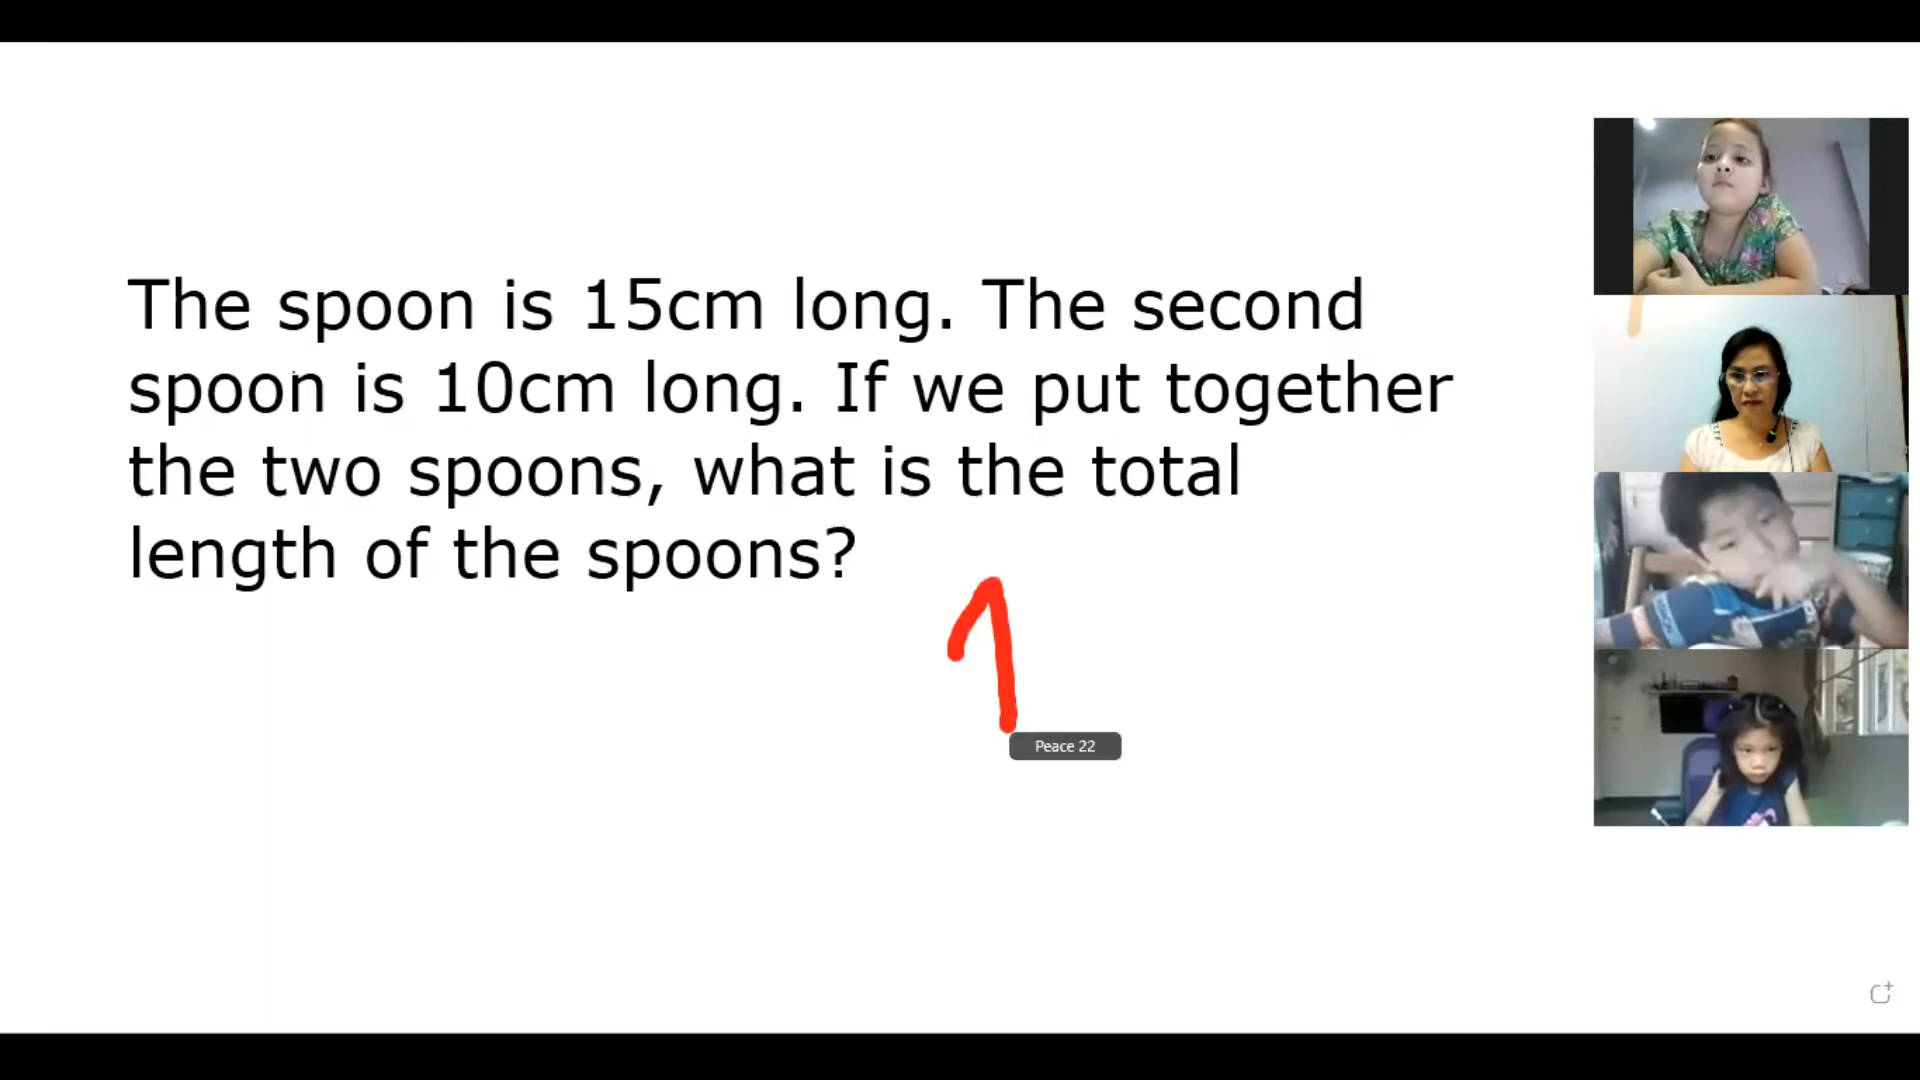 The spoon is 15cm long. The second
spoon is 10cm long. If we put together
the two spoons, what is the total
length of the spoons?
1
Peace 22